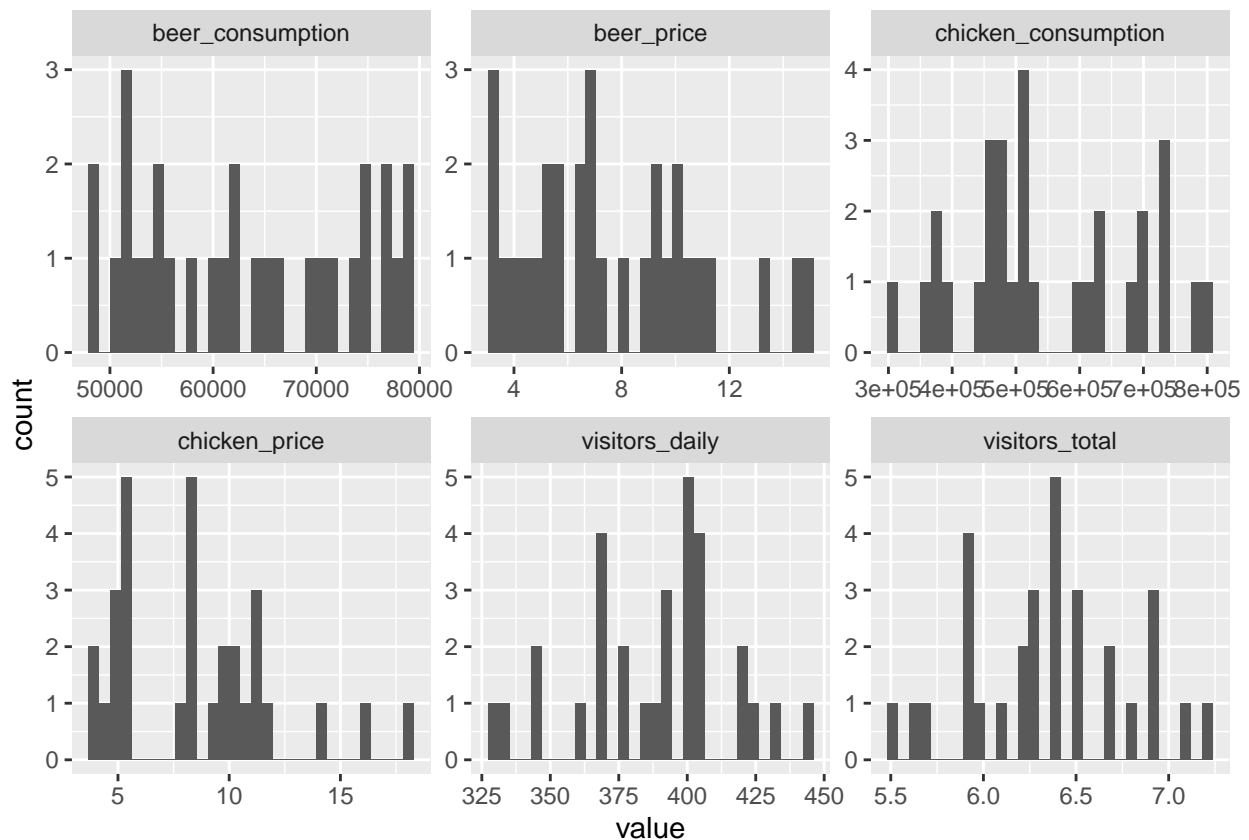 beer_consumption
beer_price
chicken_consumption
3
2
1
0
50000 60000 70000 80000
3
2
1
0
4 8 12
4
3
2
1
0
3e+05 4e+05 5e+05 6e+05 7e+05 8e+05
count
chicken_price
visitors_daily
visitors_total
5
4
3
2
1
0
5 10 15
5
4
3
2
1
0
325 350 375 400 425 450
5
4
3
2
1
0
5.5 6.0 6.5 7.0
value